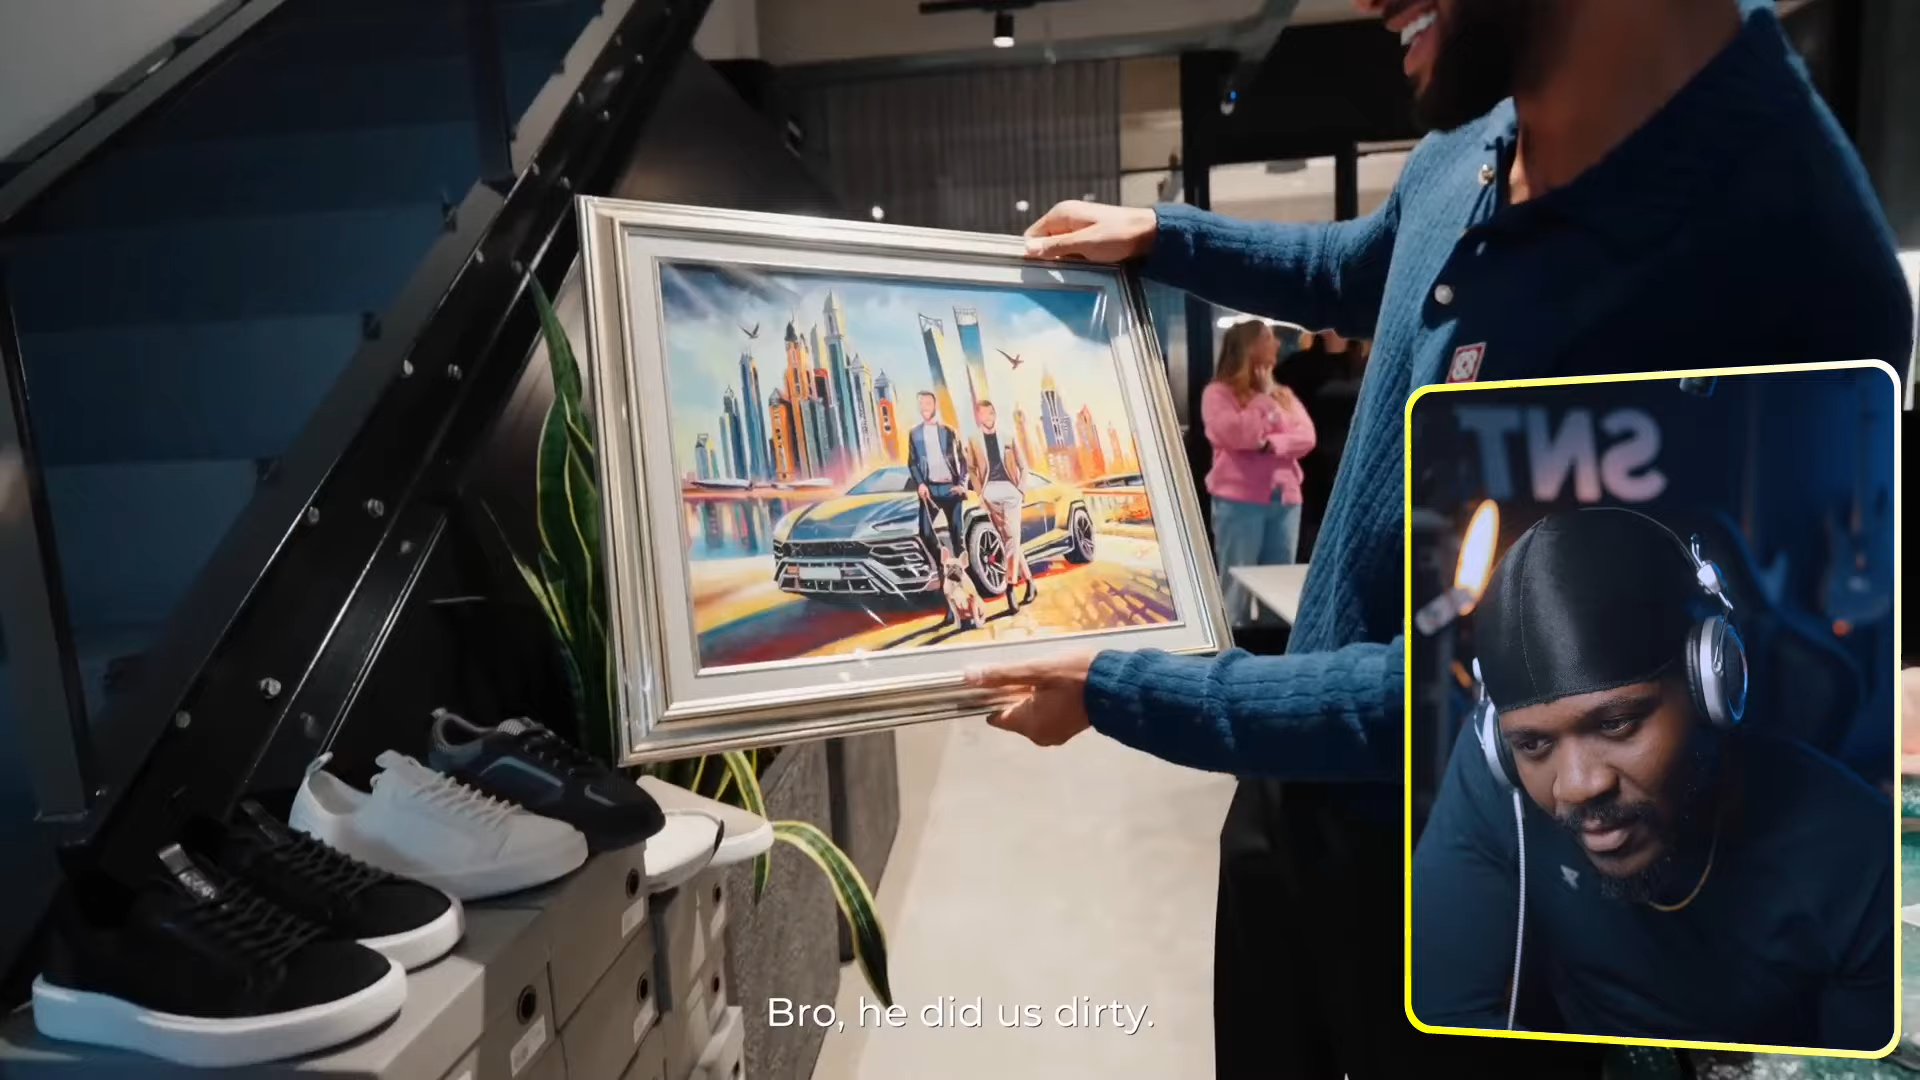 SNT
Bro, he did us dirty.